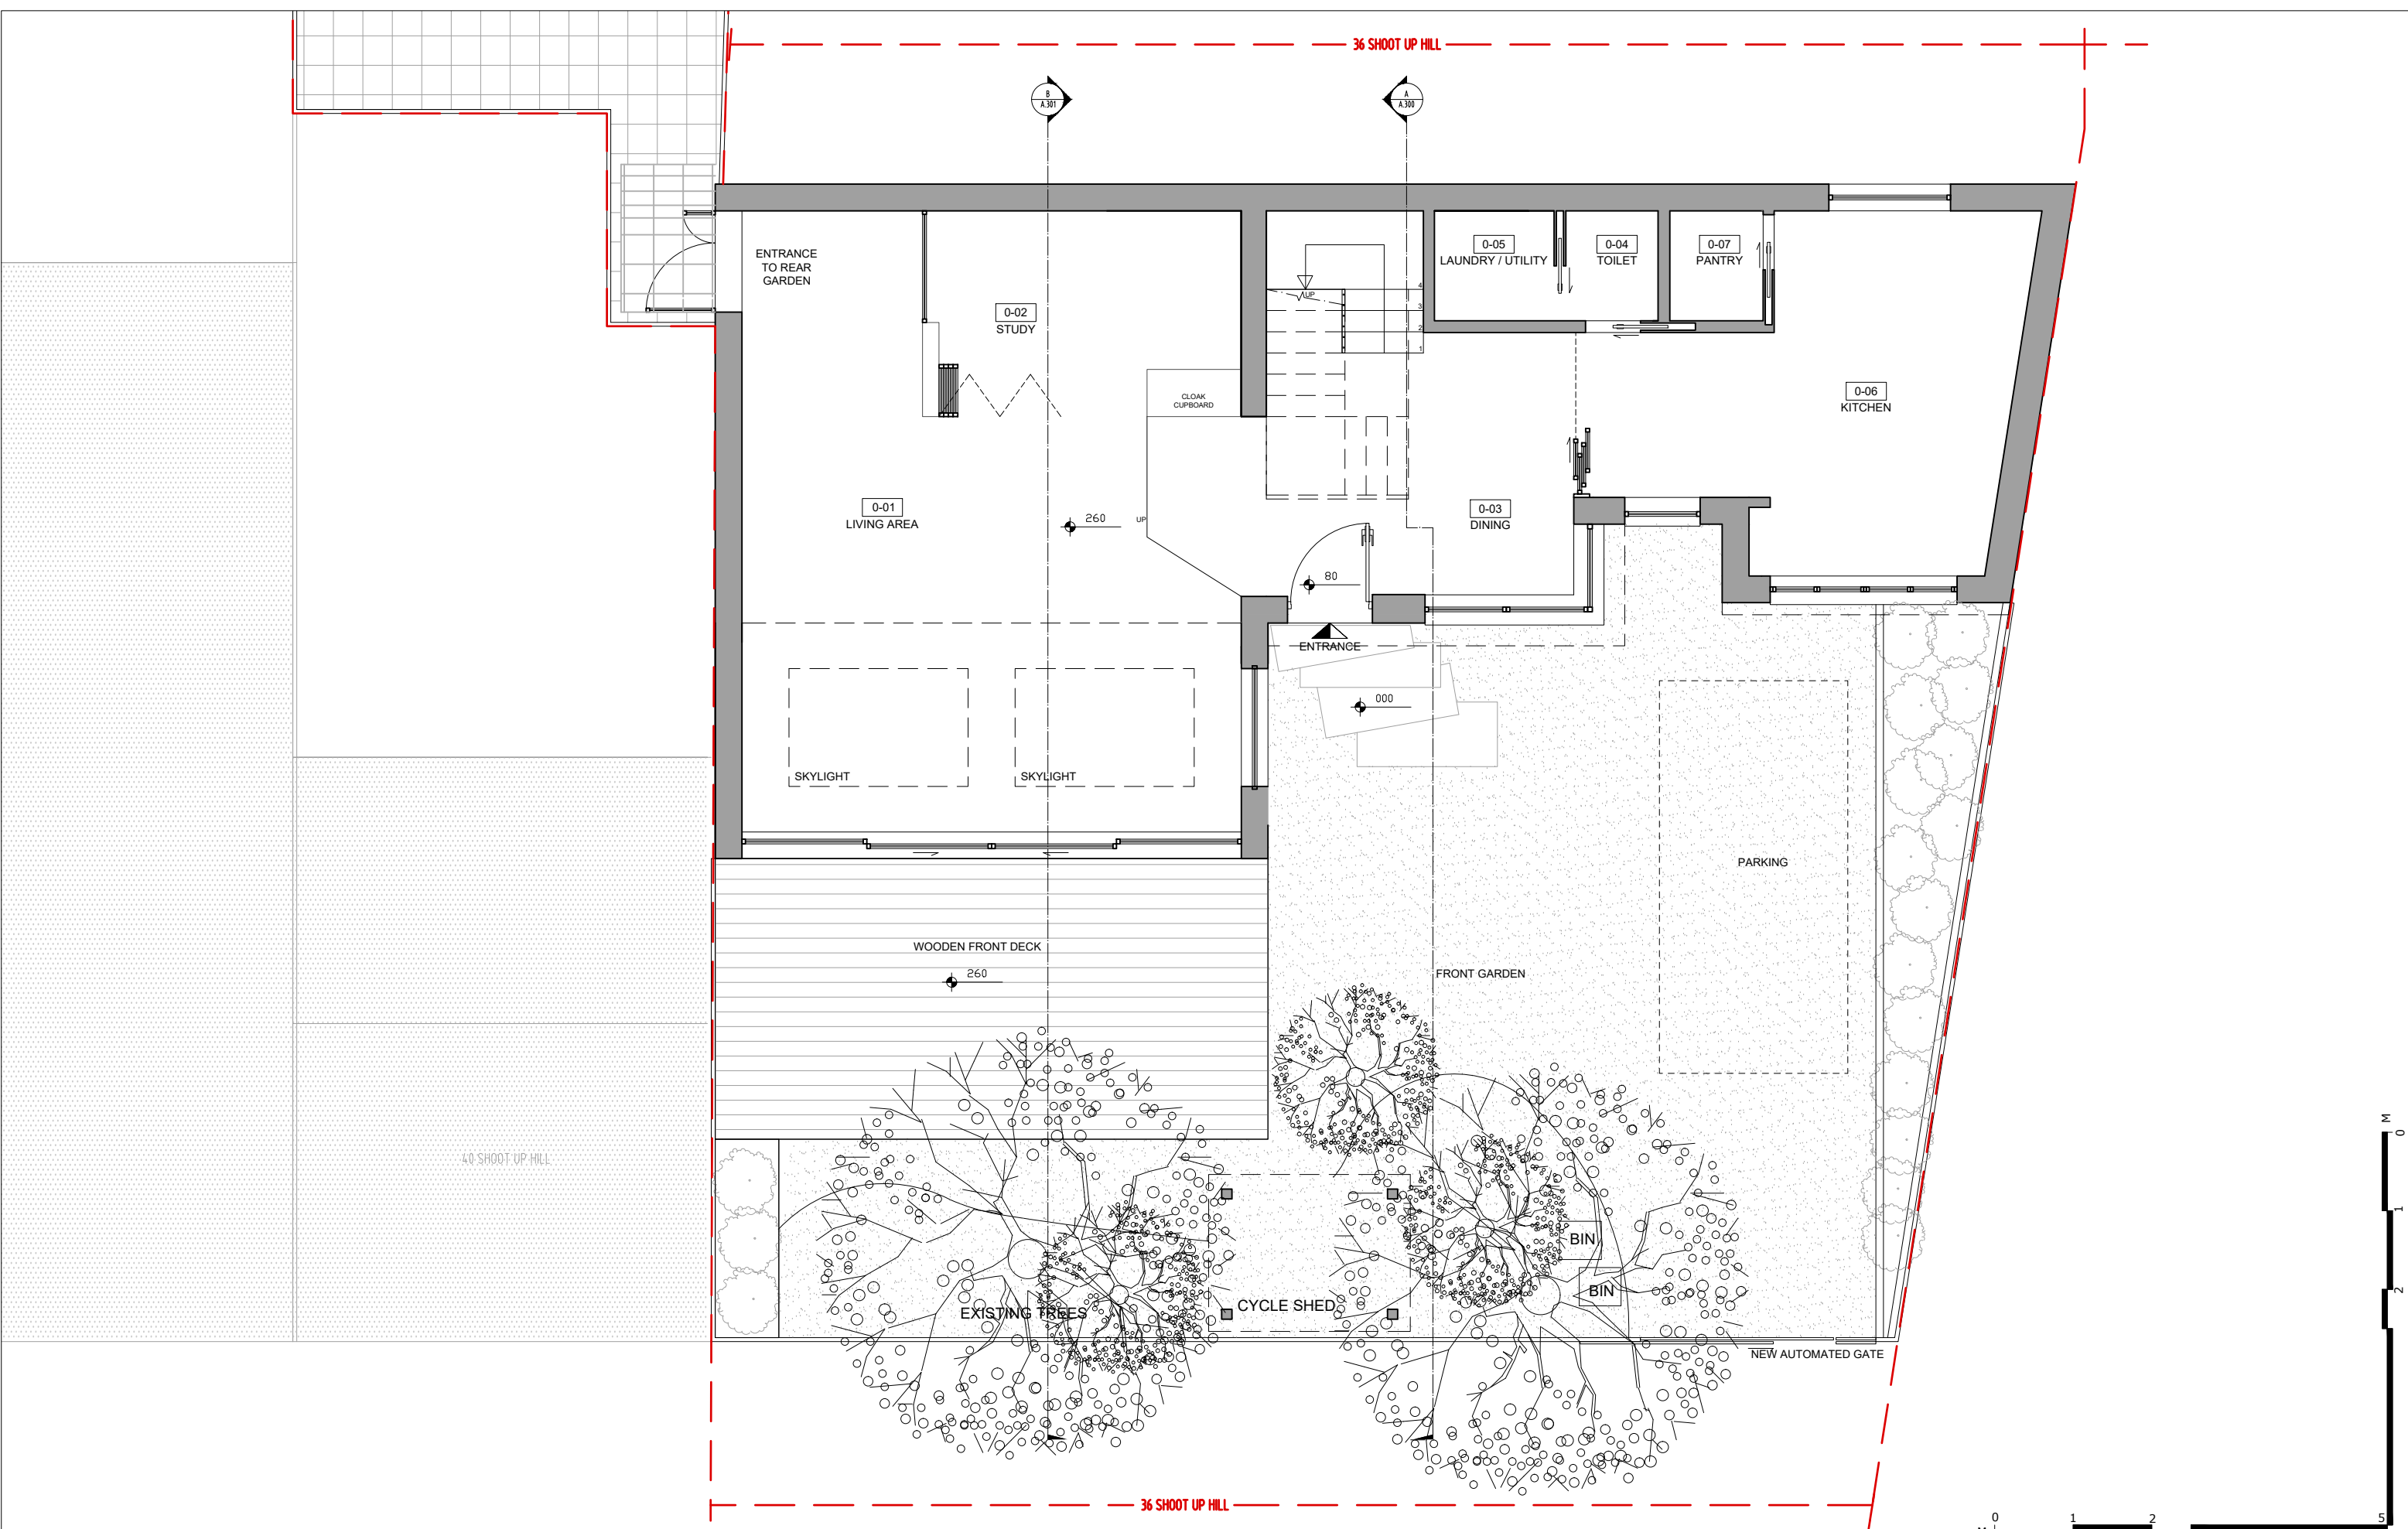 36 SHOOT UP HILL
B
A.301
A
A.300
ENTRANCE
TO REAR
GARDEN
0-02
STUDY
UP
4
3
2
1
0-05
LAUNDRY / UTILITY
0-04
TOILET
0-07
PANTRY
0-06
KITCHEN
CLOAK
CUPBOARD
0-01
LIVING AREA
260
UP
0-03
DINING
80
ENTRANCE
000
SKYLIGHT
SKYLIGHT
PARKING
WOODEN FRONT DECK
260
FRONT GARDEN
40 SHOOT UP HILL
BIN
BIN
EXISTING TREES
CYCLE SHED
NEW AUTOMATED GATE
36 SHOOT UP HILL
M
0
1
2
M
0
1
2
5